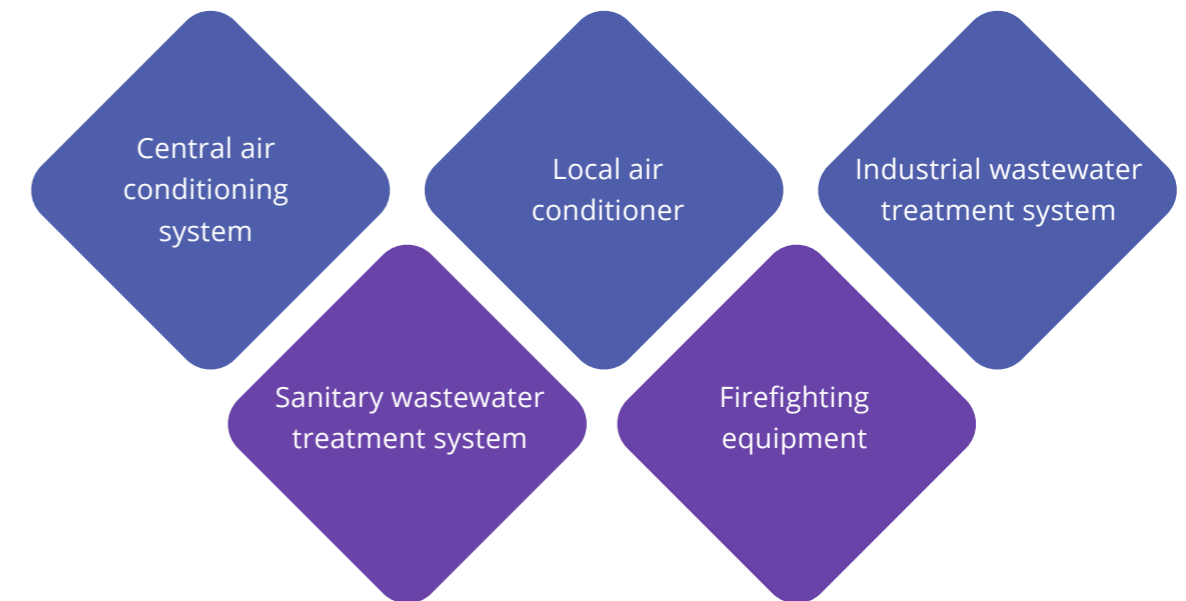 Central air
conditioning
system
Local air
conditioner
Industrial wastewater
treatment system
Sanitary wastewater
treatment system
Firefighting
equipment